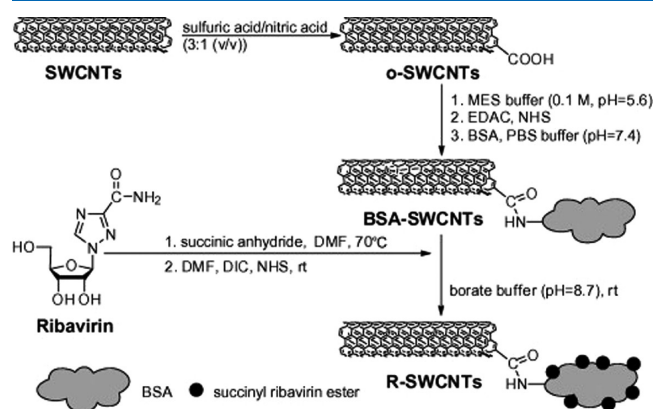 sulfuric acid/nitric acid
(3:1 (v/v))
SWCNTs
COOH
o-SWCNTs
1. MES buffer (0.1 M, pH=5.6)
2. EDAC, NHS
3. BSA, PBS buffer (pH=7.4)
O
C-NH2
N
N
N
HO
O
OH OH
Ribavirin
1. succinic anhydride, DMF, 70℃
2. DMF, DIC, NHS, rt
BSA-SWCNTs
C
O
HN
borate buffer (pH=8.7), rt
R-SWCNTs
C
O
HN
BSA
succinyl ribavirin ester